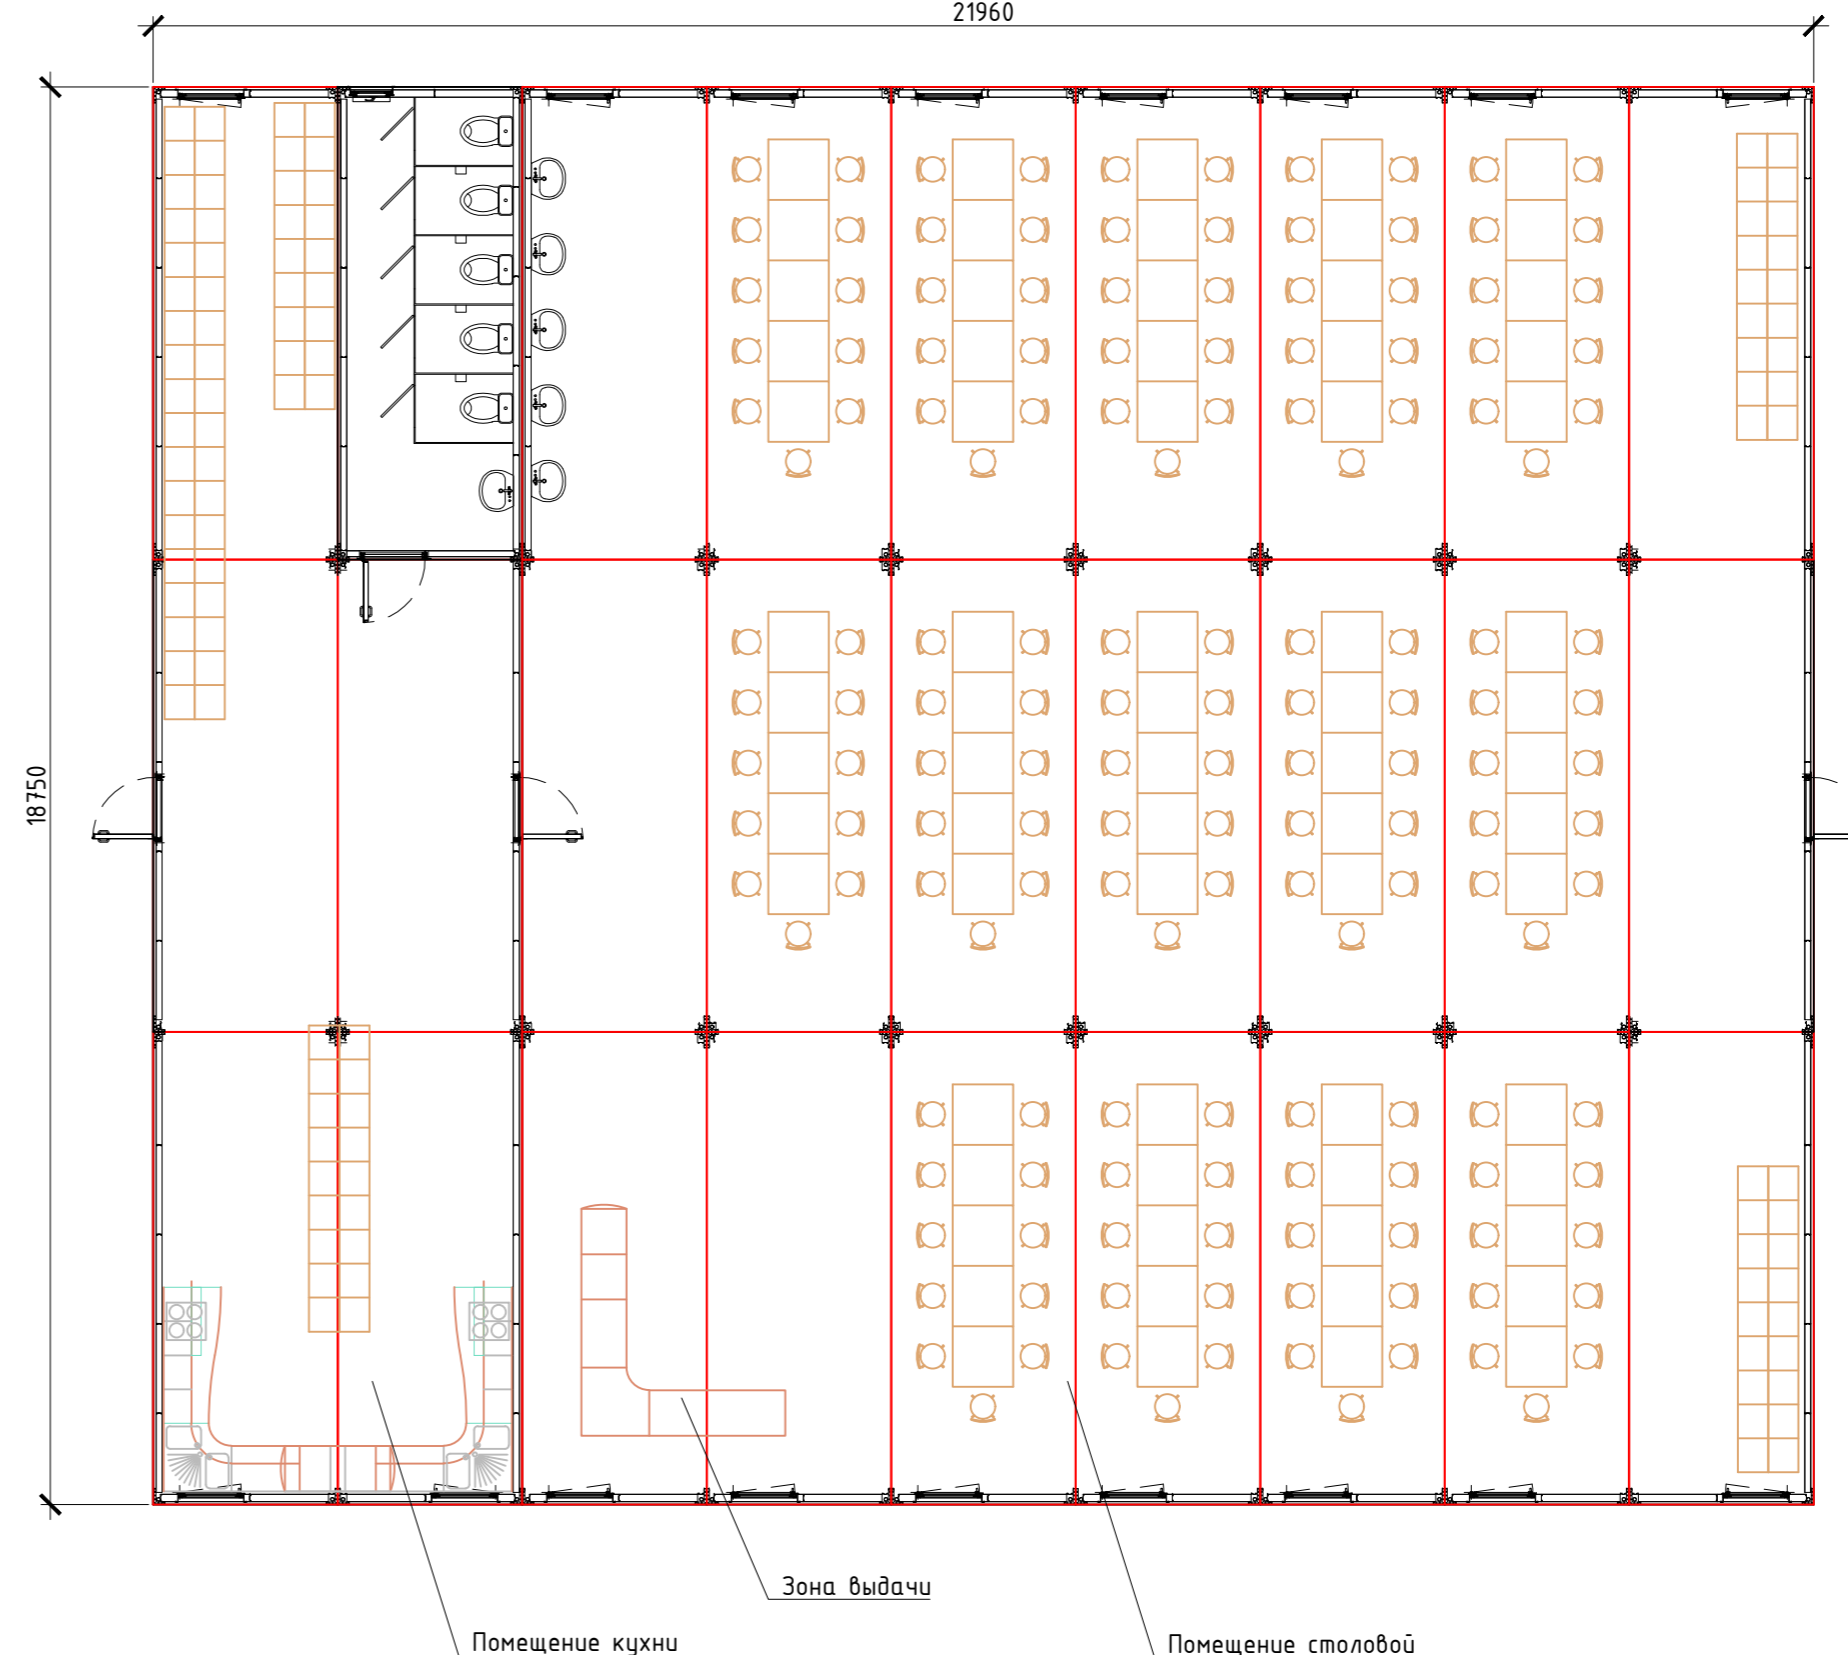 21960
18750
Зона выдачи
Помещение кухни
Помещение столовой